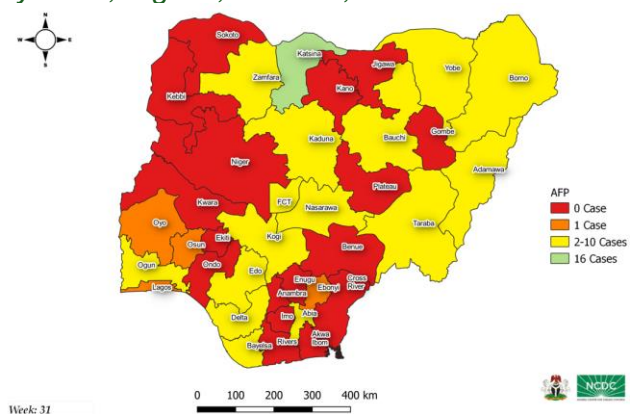 N
W E
S
Sokoto
Katsina
Jigawa
Yobe
Borno
Zamfara
Kebbi
Kano
Kaduna
Bauchi
Gombe
Adamawa
Niger
Plateau
Kwara
FCT
Nasarawa
Taraba
Oyo
Kogi
Benue
Osun
Ekiti
Ogun
Ondo
Edo
Enugu
Ebonyi
Cross
River
Lagos
Anambra
Delta
Imo
Abia
Bayelsa
Rivers
Akwa
Ibom
AFP
0 Case
1 Case
2-10 Cases
16 Cases
NCDC
Week: 31
0 100 200 300 400 km